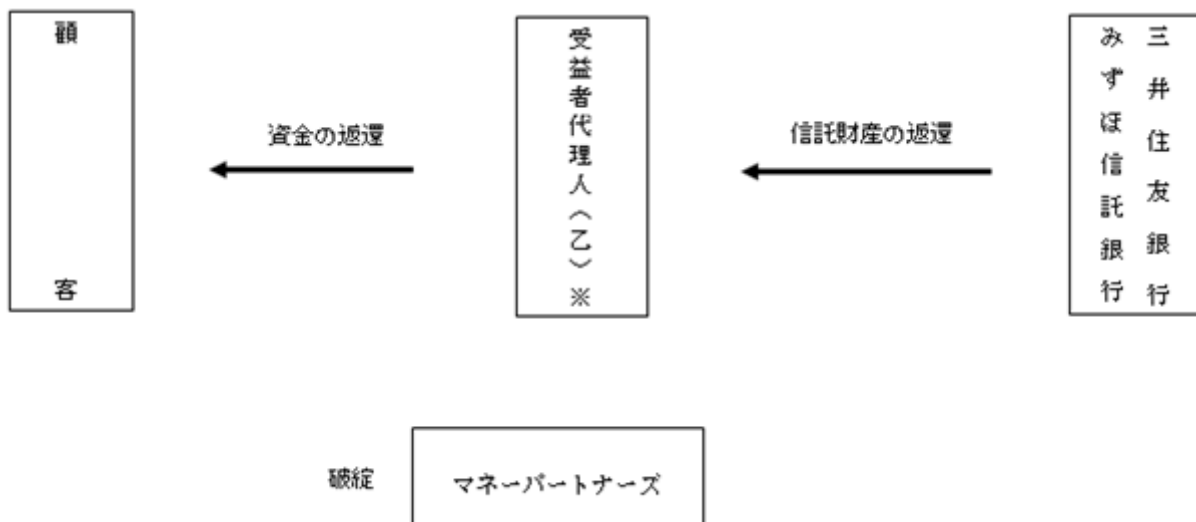 顧客
資金の返還
受益者代理人（乙）※
信託財産の返還
三井住友銀行
みずほ信託銀行
破綻
マネーパートナーズ